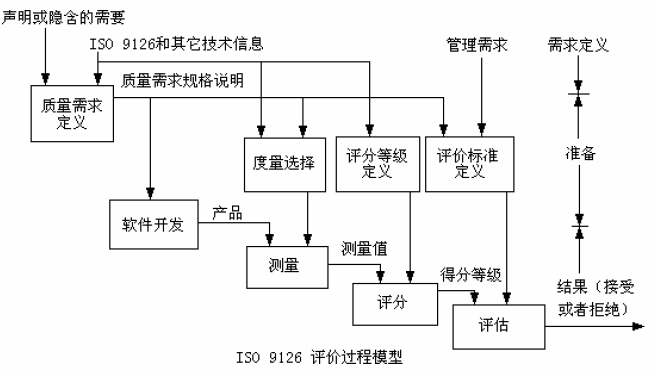 声明或隐含的需要
ISO 9126和其它技术信息
管理需求
需求定义
质量需求规格说明
质量需求
定义
度量选择
评分等级
定义
评价标准
定义
准备
软件开发
产品
测量
测量值
评分
得分等级
评估
结果（接受
或者拒绝）
ISO 9126 评价过程模型